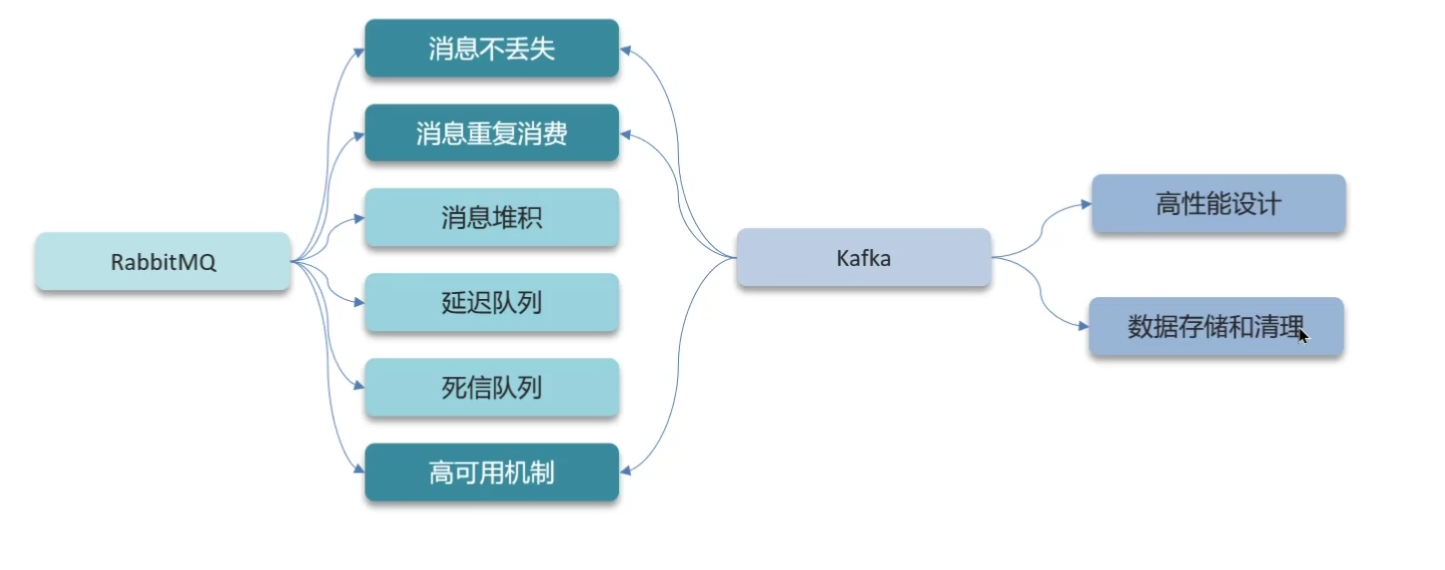 RabbitMQ
消息不丢失
消息重复消费
消息堆积
延迟队列
死信队列
高可用机制
Kafka
高性能设计
数据存储和清理